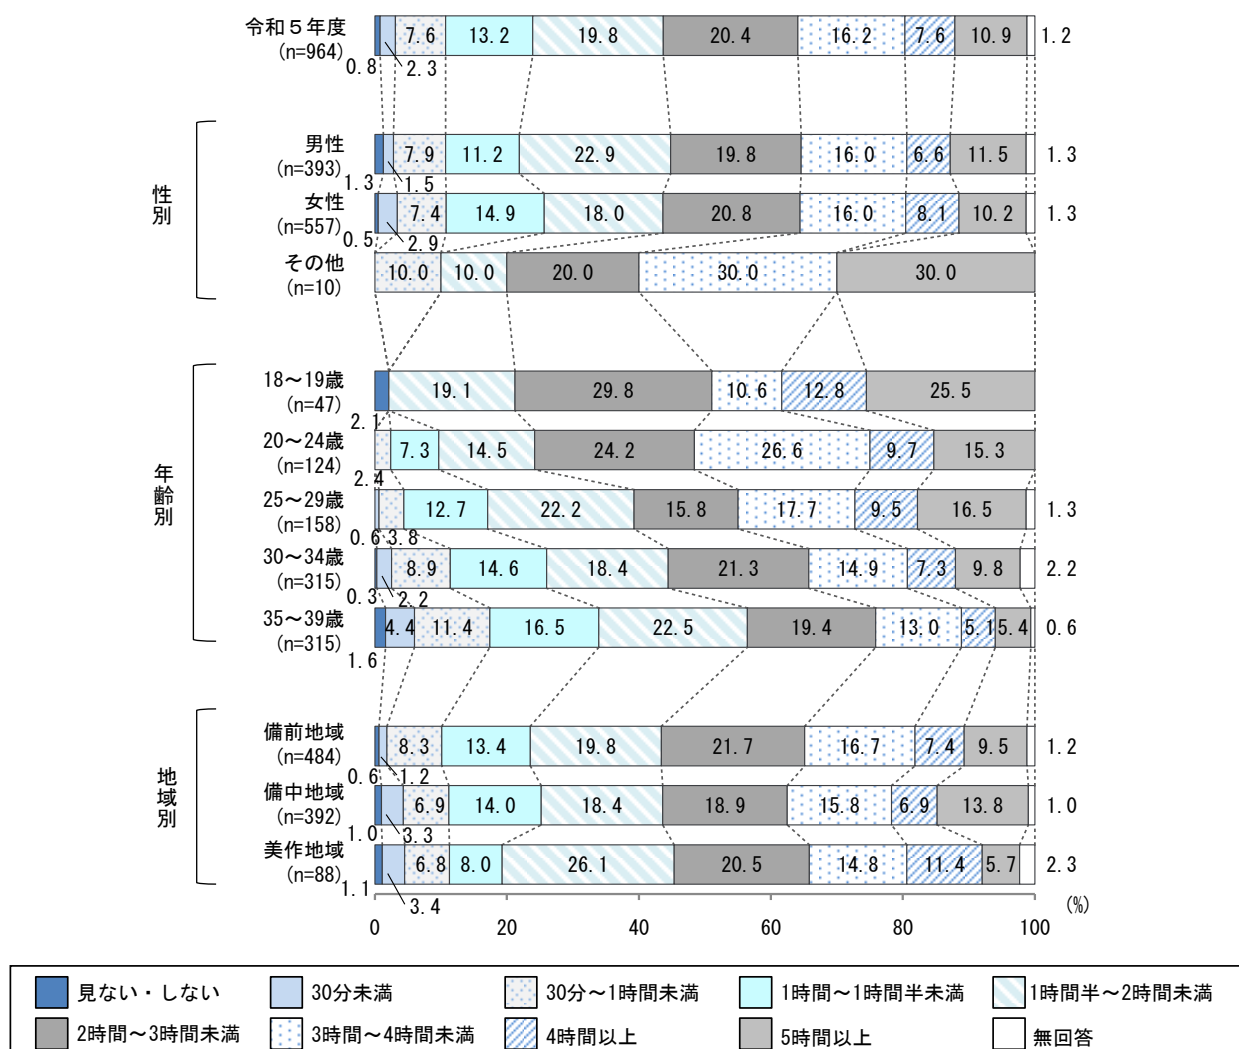 令和５年度
(n=964)
7.6 13.2 19.8 20.4 16.2 7.6 10.9 1.2
0.8 2.3
性別
男性
(n=393)
7.9 11.2 22.9 19.8 16.0 6.6 11.5 1.3
1.3 1.5
女性
(n=557)
7.4 14.9 18.0 20.8 16.0 8.1 10.2 1.3
0.5 2.9
その他
(n=10)
10.0 10.0 20.0 30.0 30.0
年齢別
18～19歳
(n=47)
19.1 29.8 10.6 12.8 25.5
2.1
20～24歳
(n=124)
7.3 14.5 24.2 26.6 9.7 15.3
2.4
25～29歳
(n=158)
12.7 22.2 15.8 17.7 9.5 16.5 1.3
0.6 3.8
30～34歳
(n=315)
8.9 14.6 18.4 21.3 14.9 7.3 9.8 2.2
0.3 2.2
35～39歳
(n=315)
4.4 11.4 16.5 22.5 19.4 13.0 5.1 5.4 0.6
1.6
地域別
備前地域
(n=484)
8.3 13.4 19.8 21.7 16.7 7.4 9.5 1.2
0.6 1.2
備中地域
(n=392)
6.9 14.0 18.4 18.9 15.8 6.9 13.8 1.0
1.0 3.3
美作地域
(n=88)
6.8 8.0 26.1 20.5 14.8 11.4 5.7 2.3
1.1 3.4
0 20 40 60 80 100
(%)
見ない・しない 30分未満 30分～1時間未満 1時間～1時間半未満 1時間半～2時間未満
2時間～3時間未満 3時間～4時間未満 4時間以上 5時間以上 無回答